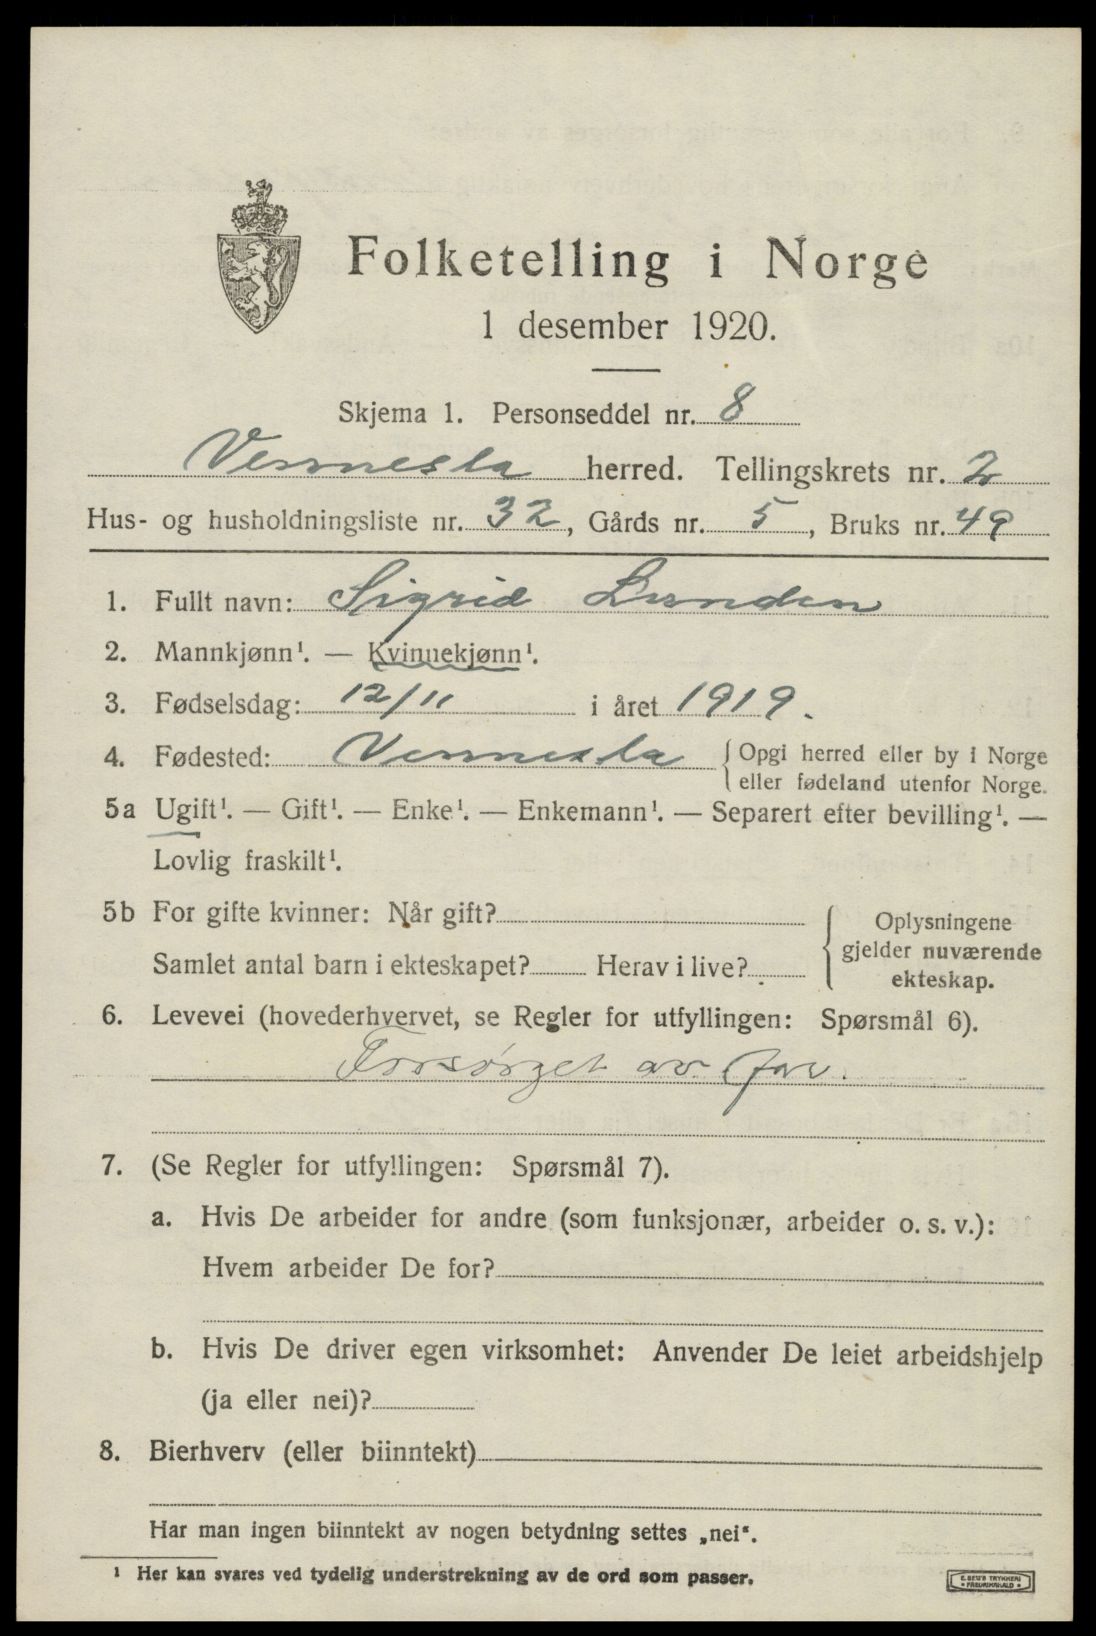 Folketelling i Norge
1 desember 1920.
Skjema 1. Personseddel nr. 8
Vennesla herred. Tellingskrets nr. 2
Hus- og husholdningsliste nr. 32, Gårds nr. 5, Bruks nr. 49
1. Fullt navn: Sigrid Lunden
2. Mannkjønn¹. — Kvinnekjønn¹.
3. Fødselsdag: 12/11 i året 1919.
4. Fødested: Vennesla { Opgi herred eller by i Norge
eller fødeland utenfor Norge.
5a Ugift¹. — Gift¹. — Enke¹. — Enkemann¹. — Separert efter bevilling¹. —
Lovlig fraskilt¹.
5b For gifte kvinner: Når gift?
Samlet antal barn i ekteskapet? Herav i live?
{ Oplysningene
gjelder nuværende
ekteskap.
6. Levevei (hovederhvervet, se Regler for utfyllingen: Spørsmål 6).
Forsørget av far.
7. (Se Regler for utfyllingen: Spørsmål 7).
a. Hvis De arbeider for andre (som funksjonær, arbeider o. s. v.):
Hvem arbeider De for?
b. Hvis De driver egen virksomhet: Anvender De leiet arbeidshjelp
(ja eller nei)?
8. Bierhverv (eller biinntekt)
Har man ingen biinntekt av nogen betydning settes „nei“.
¹ Her kan svares ved tydelig understrekning av de ord som passer.